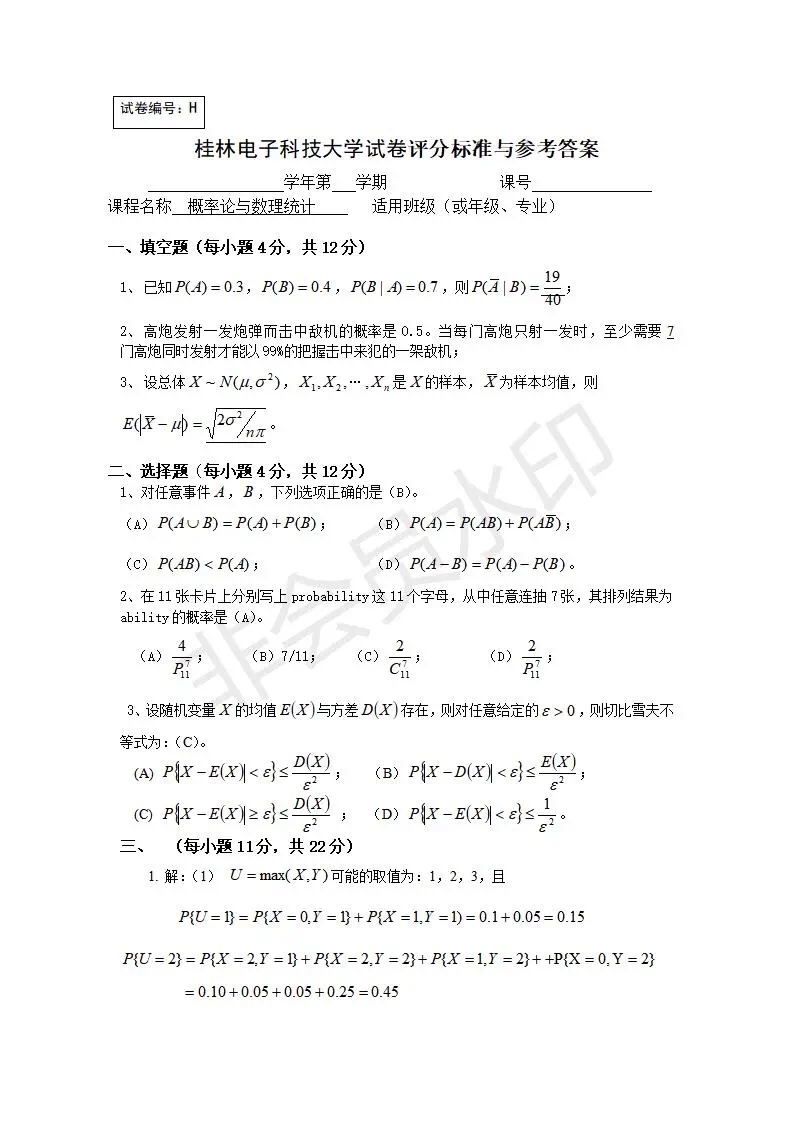 试卷编号：H
桂林电子科技大学试卷评分标准与参考答案
学年第___学期 课号
课程名称 概率论与数理统计 适用班级（或年级、专业）
一、填空题（每小题4分，共12分）
1、已知P(A)=0.3，P(B)=0.4，P(B|A)=0.7，则P(A̅|B)=19/40；
2、高炮发射一发炮弹而击中敌机的概率是0.5。当每门高炮只射一发时，至少需要 7
门高炮同时发射才能以99%的把握击中来犯的一架敌机；
3、设总体X~N(μ,σ²)，X₁,X₂,…,Xₙ是X的样本，X̅为样本均值，则
E(|X̅−μ|)=√(2σ²/nπ)。
二、选择题（每小题4分，共12分）
1、对任意事件A，B，下列选项正确的是（B）。
（A）P(A∪B)=P(A)+P(B)； （B）P(A)=P(AB)+P(AB̅)；
（C）P(AB)<P(A)； （D）P(A−B)=P(A)−P(B)。
2、在11张卡片上分别写上probability这11个字母，从中任意连抽7张，其排列结果为
ability的概率是（A）。
（A）4/P₁₁⁷； （B）7/11； （C）2/C₁₁⁷； （D）2/P₁₁⁷；
3、设随机变量X的均值E(X)与方差D(X)存在，则对任意给定的ε>0，则切比雪夫不
等式为：（C）。
(A) P{X−E(X)|<ε}≤D(X)/ε²； （B）P{X−D(X)|<ε}≤E(X)/ε²；
(C) P{X−E(X)|≥ε}≤D(X)/ε² ； （D）P{X−E(X)|<ε}≤1/ε²。
三、 （每小题11分，共22分）
1. 解：（1） U=max(X,Y)可能的取值为：1，2，3，且
P{U=1}=P{X=0,Y=1}+P{X=1,Y=1)=0.1+0.05=0.15
P{U=2}=P{X=2,Y=1}+P{X=2,Y=2}+P{X=1,Y=2}++P{X=0,Y=2}
=0.10+0.05+0.05+0.25=0.45
非会员水印